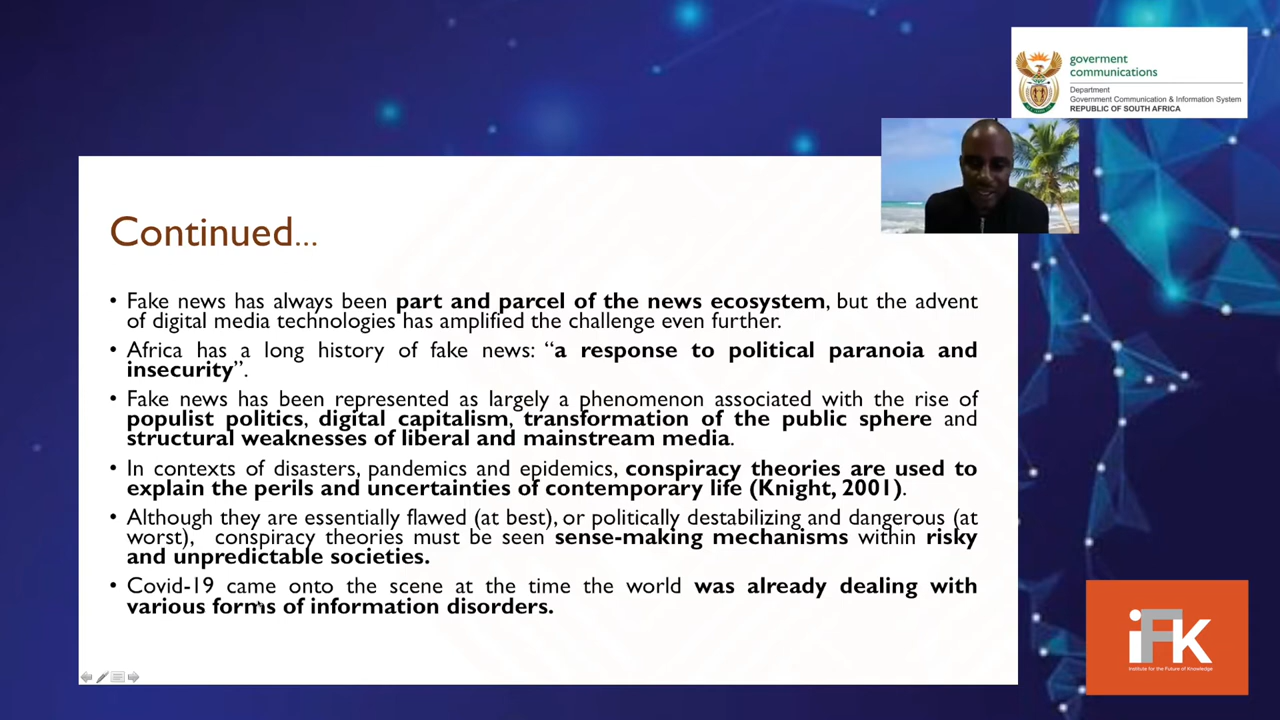 goverment
communications
Department
Government Communication & Information System
REPUBLIC OF SOUTH AFRICA
Continued...
• Fake news has always been part and parcel of the news ecosystem, but the advent
of digital media technologies has amplified the challenge even further.
• Africa has a long history of fake news: “a response to political paranoia and
insecurity”.
• Fake news has been represented as largely a phenomenon associated with the rise of
populist politics, digital capitalism, transformation of the public sphere and
structural weaknesses of liberal and mainstream media.
• In contexts of disasters, pandemics and epidemics, conspiracy theories are used to
explain the perils and uncertainties of contemporary life (Knight, 2001).
• Although they are essentially flawed (at best), or politically destabilizing and dangerous (at
worst), conspiracy theories must be seen sense-making mechanisms within risky
and unpredictable societies.
• Covid-19 came onto the scene at the time the world was already dealing with
various forms of information disorders.
iFK
Institute for the Future of Knowledge